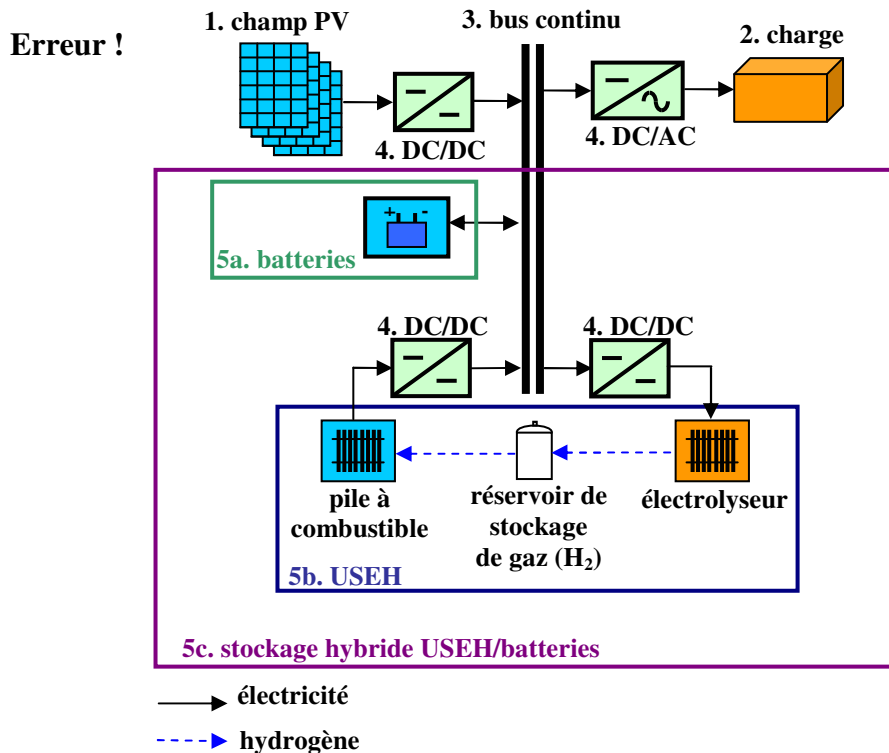 1. champ PV
3. bus continu
Erreur !
2. charge
4. DC/DC
4. DC/AC
+ -
5a. batteries
4. DC/DC
4. DC/DC
pile à
combustible
réservoir de
stockage
de gaz (H₂)
électrolyseur
5b. USEH
5c. stockage hybride USEH/batteries
électricité
hydrogène